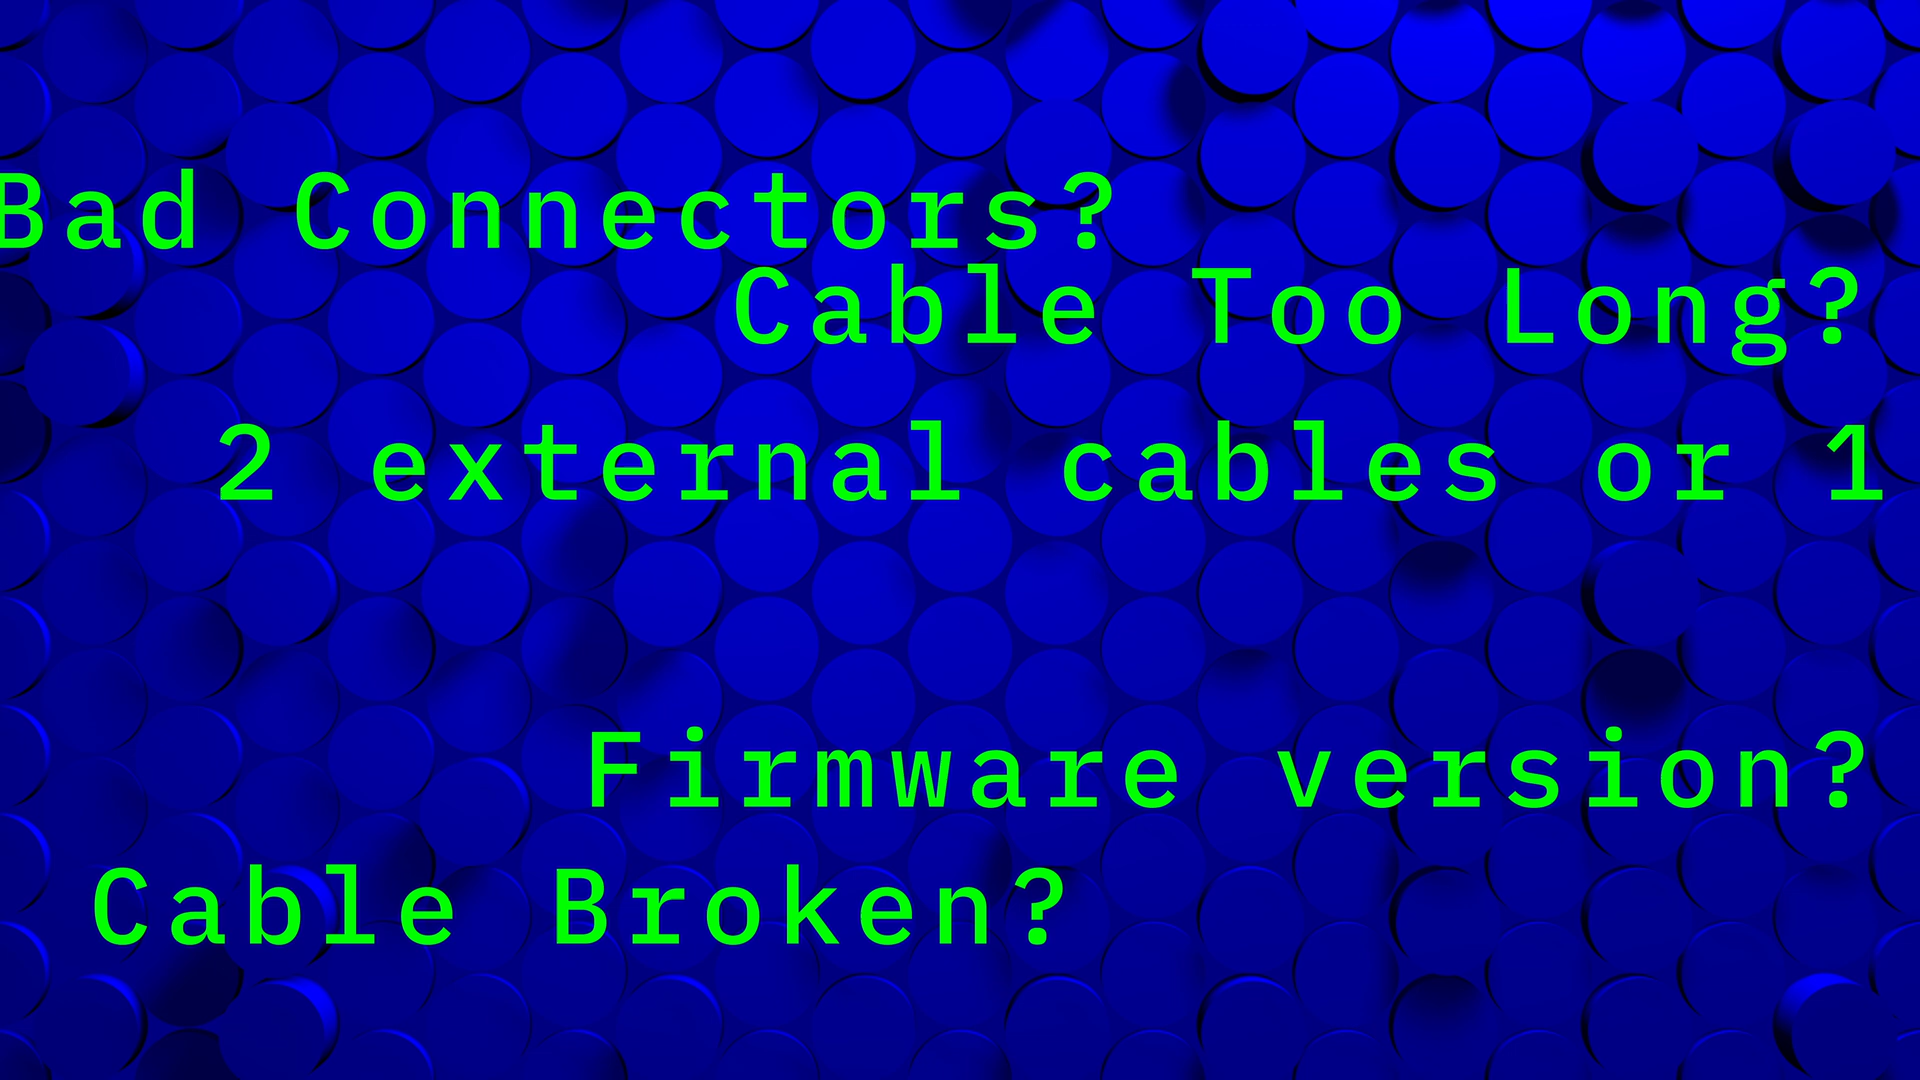 Bad Connectors?
Cable Too Long?
2 external cables or 1
Firmware version?
Cable Broken?